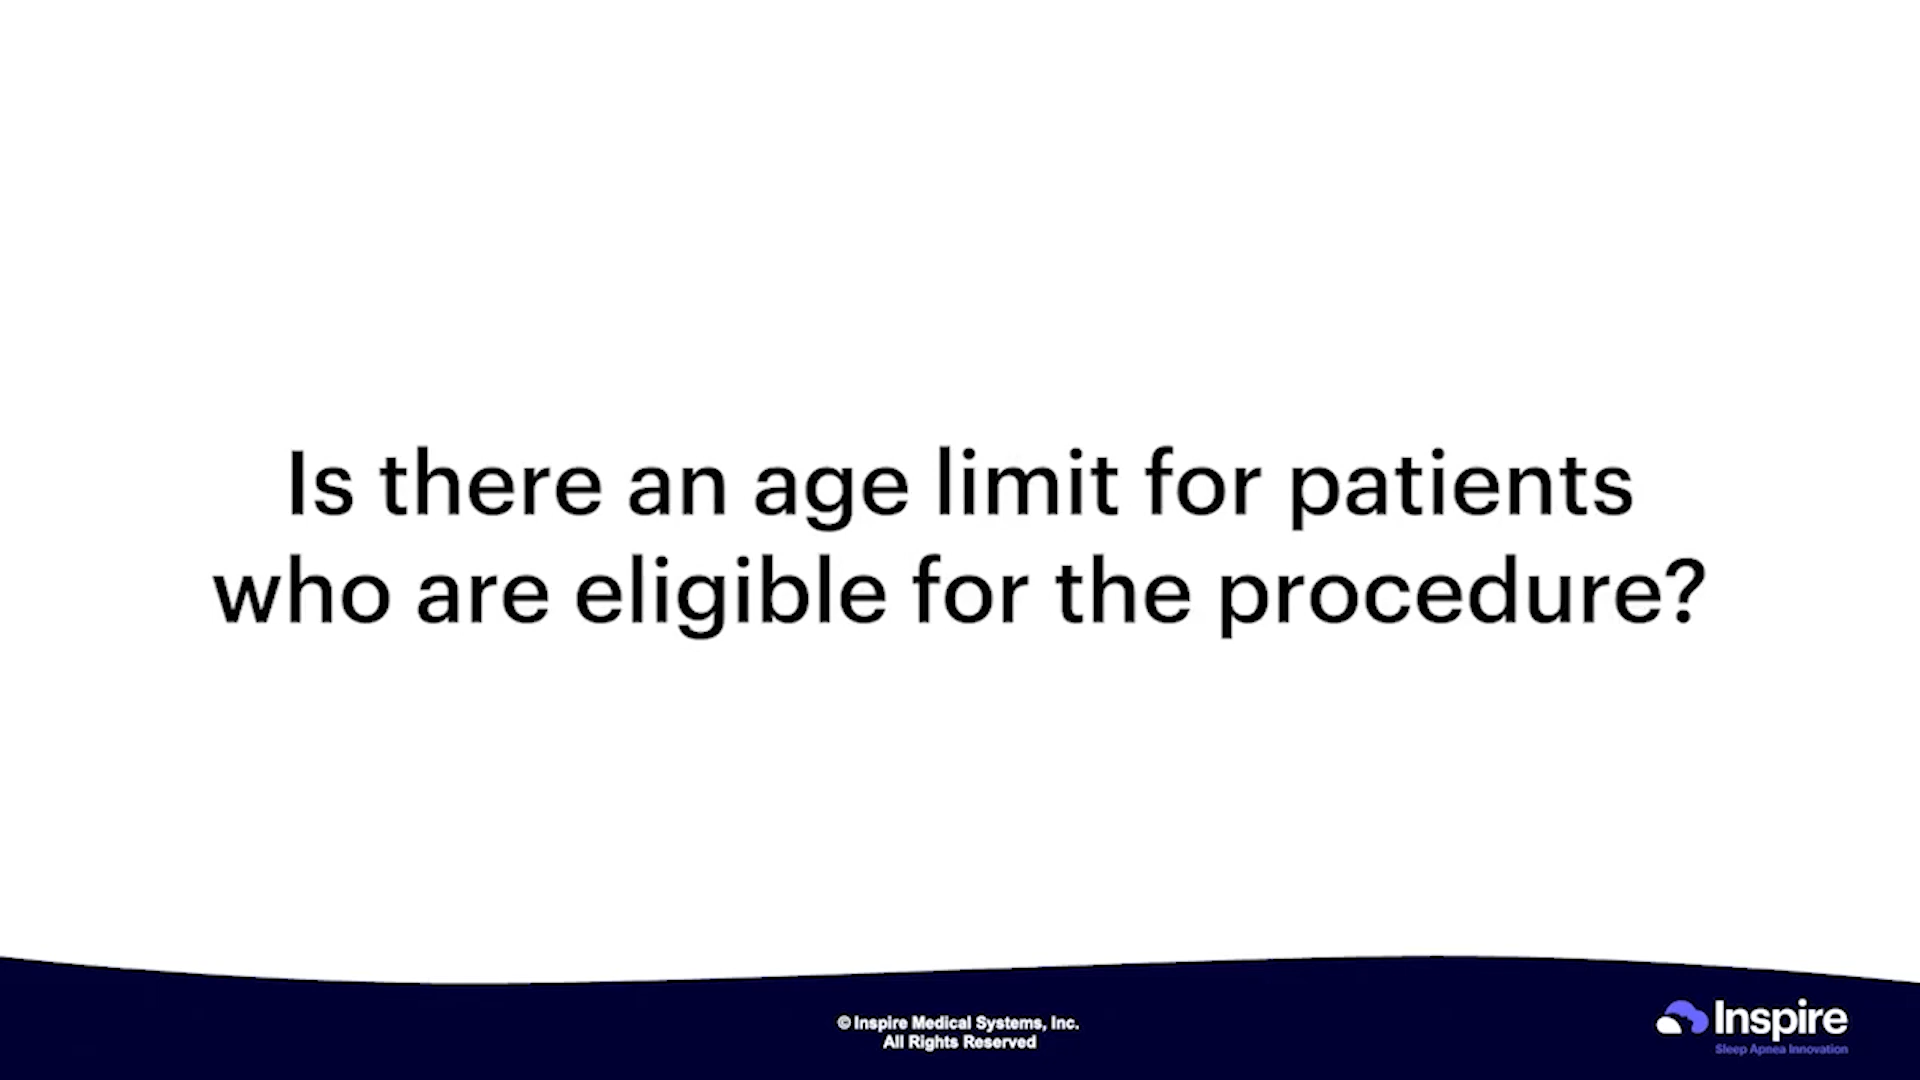 Is there an age limit for patients
who are eligible for the procedure?
© Inspire Medical Systems, Inc.
All Rights Reserved
Inspire
Sleep Apnea Innovation